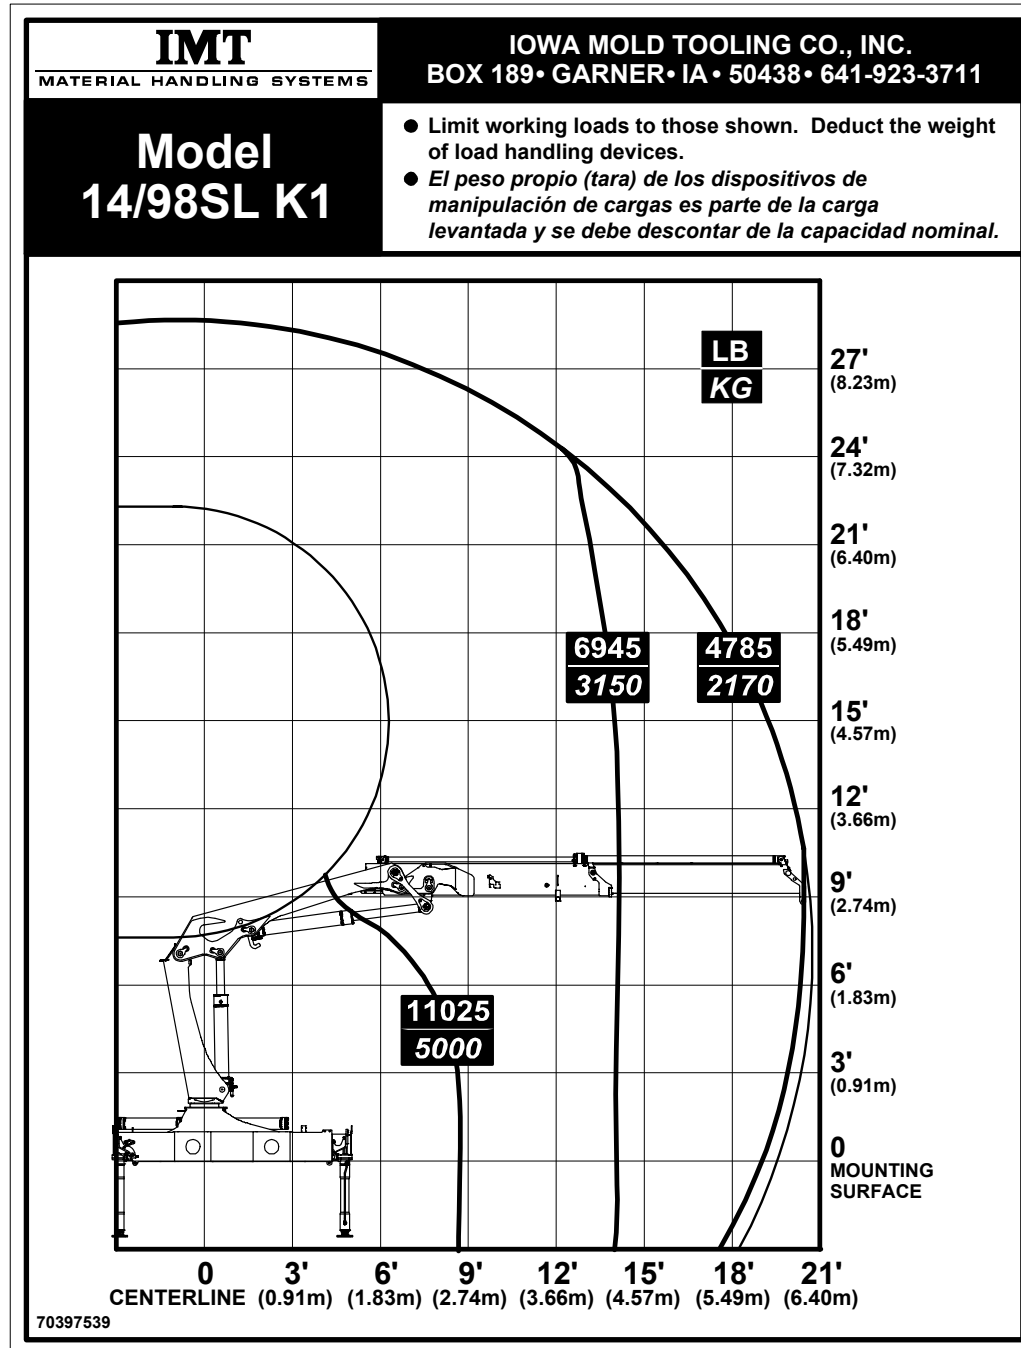 IMT
MATERIAL HANDLING SYSTEMS
IOWA MOLD TOOLING CO., INC.
BOX 189• GARNER• IA • 50438• 641-923-3711
Model
14/98SL K1
● Limit working loads to those shown.  Deduct the weight
of load handling devices.
● El peso propio (tara) de los dispositivos de
manipulación de cargas es parte de la carga
levantada y se debe descontar de la capacidad nominal.
LB
KG
27'
(8.23m)
24'
(7.32m)
21'
(6.40m)
18'
(5.49m)
6945
3150
4785
2170
15'
(4.57m)
12'
(3.66m)
9'
(2.74m)
6'
(1.83m)
11025
5000
3'
(0.91m)
0
MOUNTING
SURFACE
0 3' 6' 9' 12' 15' 18' 21'
CENTERLINE (0.91m) (1.83m) (2.74m) (3.66m) (4.57m) (5.49m) (6.40m)
70397539